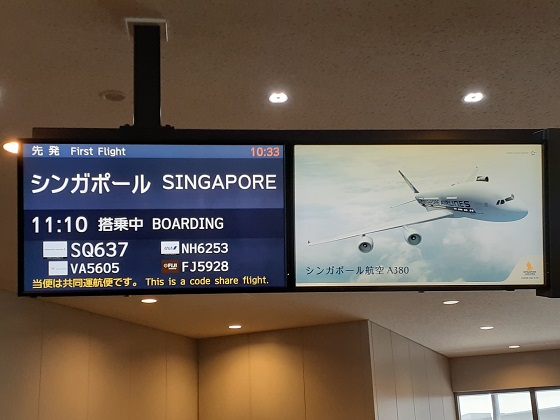 先発 First Flight 10:33
シンガポール SINGAPORE
11:10 搭乗中 BOARDING
SQ637 ANA NH6253
VA5605 FIJI FJ5928
当便は共同運航便です。 This is a code share flight.
シンガポール航空 A380